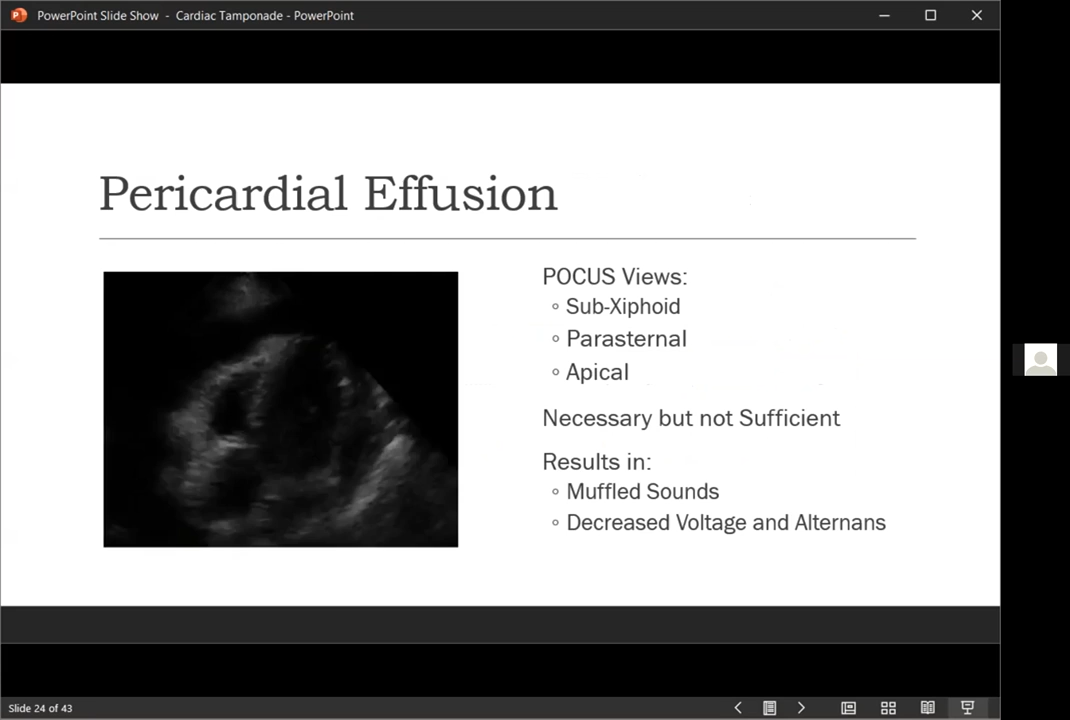 PowerPoint Slide Show - Cardiac Tamponade - PowerPoint
Pericardial Effusion
POCUS Views:
◦ Sub-Xiphoid
◦ Parasternal
◦ Apical
Necessary but not Sufficient
Results in:
◦ Muffled Sounds
◦ Decreased Voltage and Alternans
Slide 24 of 43